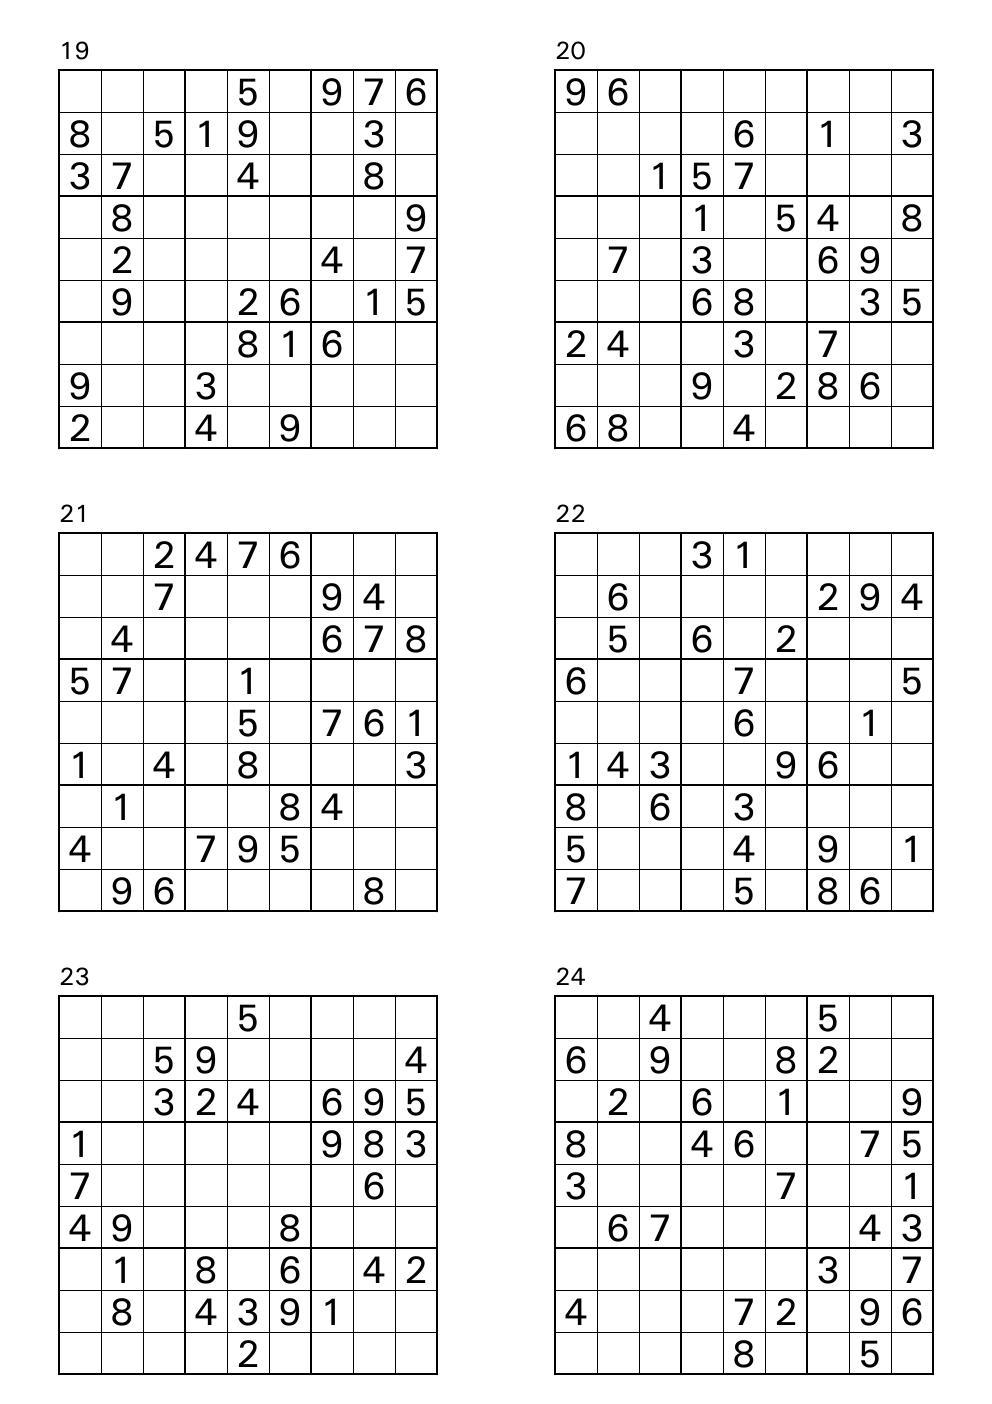 19 20
5 9 7 6 9 6
8 5 1 9 3 6 1 3
3 7 4 8 1 5 7
8 9 1 5 4 8
2 4 7 7 3 6 9
9 2 6 1 5 6 8 3 5
8 1 6 2 4 3 7
9 3 9 2 8 6
2 4 9 6 8 4
21 22
2 4 7 6 3 1
7 9 4 6 2 9 4
4 6 7 8 5 6 2
5 7 1 6 7 5
5 7 6 1 6 1
1 4 8 3 1 4 3 9 6
1 8 4 8 6 3
4 7 9 5 5 4 9 1
9 6 8 7 5 8 6
23 24
5 4 5
5 9 4 6 9 8 2
3 2 4 6 9 5 2 6 1 9
1 9 8 3 8 4 6 7 5
7 6 3 7 1
4 9 8 6 7 4 3
1 8 6 4 2 3 7
8 4 3 9 1 4 7 2 9 6
2 8 5